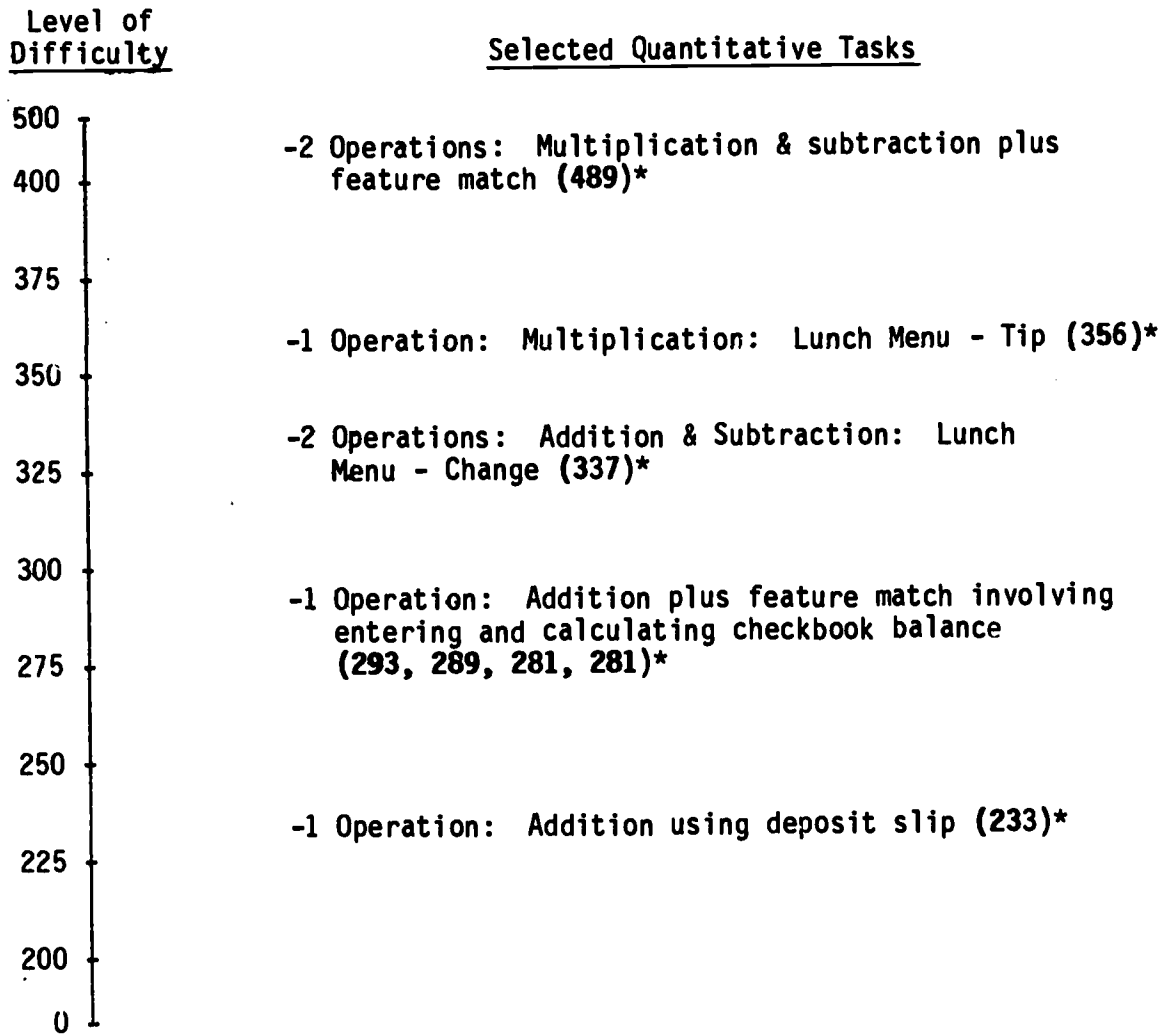 Level of
Difficulty
Selected Quantitative Tasks
500
-2 Operations: Multiplication & subtraction plus
400
feature match (489)*
375
-1 Operation: Multiplication: Lunch Menu - Tip (356)*
350
-2 Operations: Addition & Subtraction: Lunch
325
Menu - Change (337)*
300
-1 Operation: Addition plus feature match involving
entering and calculating checkbook balance
275
(293, 289, 281, 281)*
250
-1 Operation: Addition using deposit slip (233)*
225
200
0